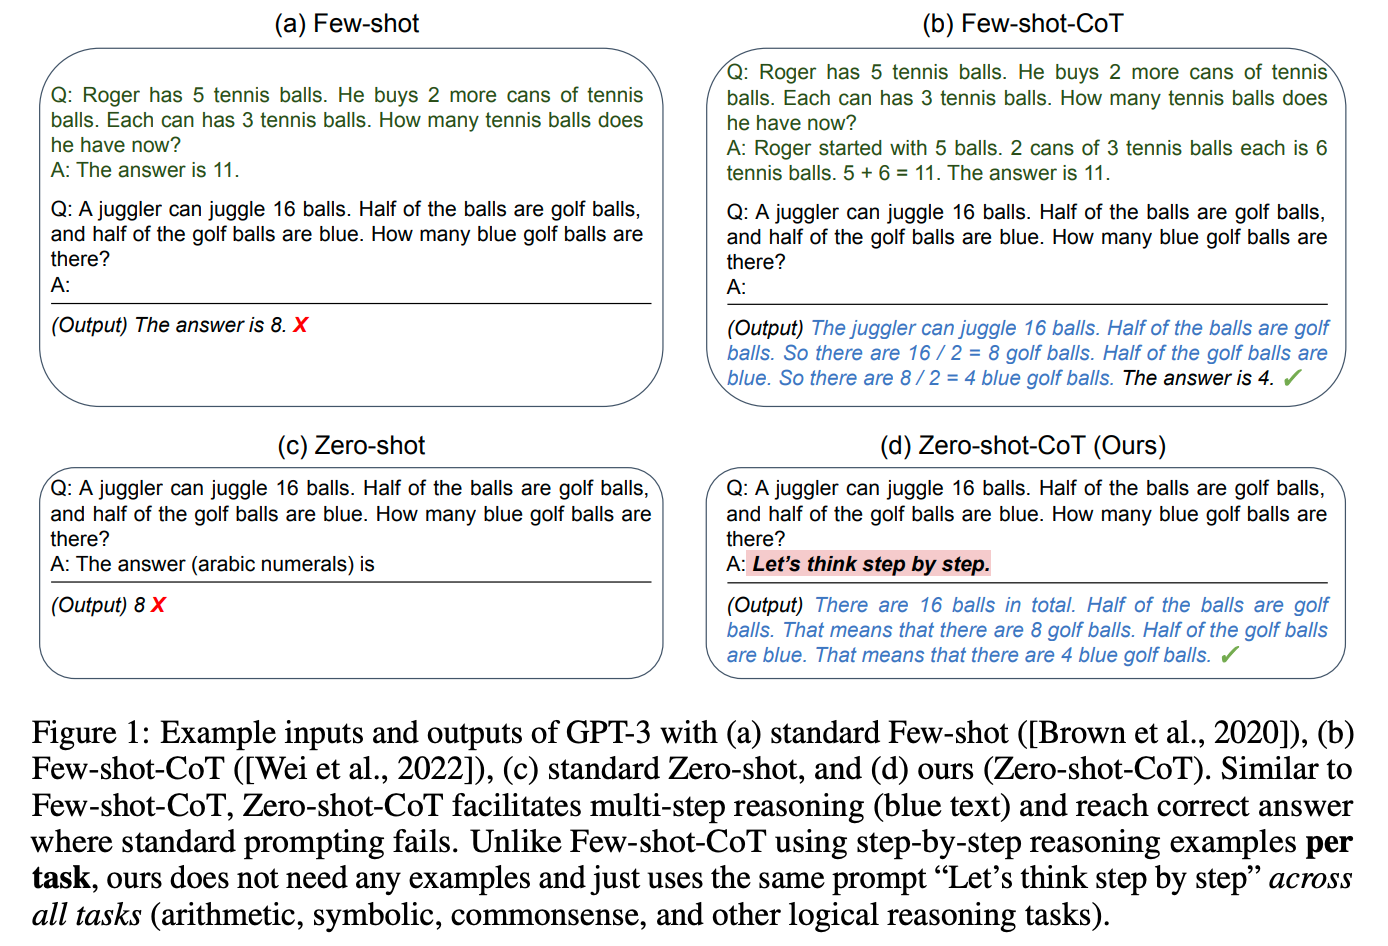 (a) Few-shot
Q: Roger has 5 tennis balls. He buys 2 more cans of tennis
balls. Each can has 3 tennis balls. How many tennis balls does
he have now?
A: The answer is 11.
Q: A juggler can juggle 16 balls. Half of the balls are golf balls,
and half of the golf balls are blue. How many blue golf balls are
there?
A:
(Output) The answer is 8. X
(b) Few-shot-CoT
Q: Roger has 5 tennis balls. He buys 2 more cans of tennis
balls. Each can has 3 tennis balls. How many tennis balls does
he have now?
A: Roger started with 5 balls. 2 cans of 3 tennis balls each is 6
tennis balls. 5 + 6 = 11. The answer is 11.
Q: A juggler can juggle 16 balls. Half of the balls are golf balls,
and half of the golf balls are blue. How many blue golf balls are
there?
A:
(Output) The juggler can juggle 16 balls. Half of the balls are golf
balls. So there are 16 / 2 = 8 golf balls. Half of the golf balls are
blue. So there are 8 / 2 = 4 blue golf balls. The answer is 4. ✓
(c) Zero-shot
Q: A juggler can juggle 16 balls. Half of the balls are golf balls,
and half of the golf balls are blue. How many blue golf balls are
there?
A: The answer (arabic numerals) is
(Output) 8 X
(d) Zero-shot-CoT (Ours)
Q: A juggler can juggle 16 balls. Half of the balls are golf balls,
and half of the golf balls are blue. How many blue golf balls are
there?
A: Let’s think step by step.
(Output) There are 16 balls in total. Half of the balls are golf
balls. That means that there are 8 golf balls. Half of the golf balls
are blue. That means that there are 4 blue golf balls. ✓
Figure 1: Example inputs and outputs of GPT-3 with (a) standard Few-shot ([Brown et al., 2020]), (b)
Few-shot-CoT ([Wei et al., 2022]), (c) standard Zero-shot, and (d) ours (Zero-shot-CoT). Similar to
Few-shot-CoT, Zero-shot-CoT facilitates multi-step reasoning (blue text) and reach correct answer
where standard prompting fails. Unlike Few-shot-CoT using step-by-step reasoning examples per
task, ours does not need any examples and just uses the same prompt “Let’s think step by step” across
all tasks (arithmetic, symbolic, commonsense, and other logical reasoning tasks).